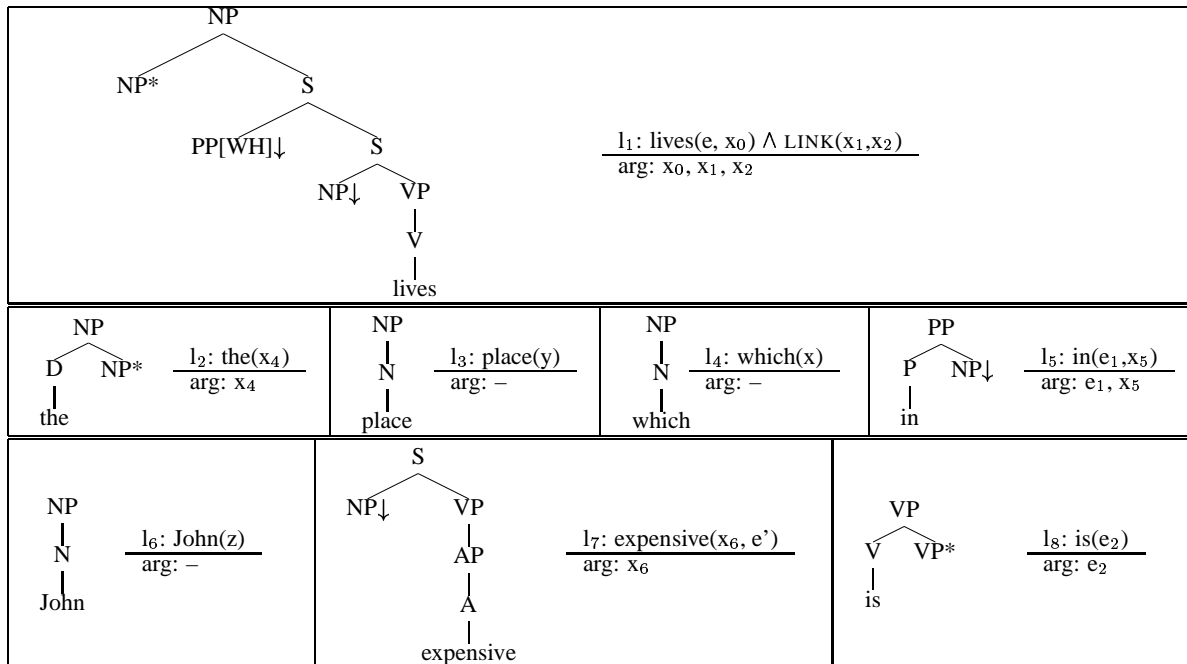 NP
NP* S
PP[WH]↓ S
l₁: lives(e, x₀) ∧ LINK(x₁,x₂)
arg: x₀, x₁, x₂
NP↓ VP
V
lives
NP
D NP*
the
l₂: the(x₄)
arg: x₄
NP
N
place
l₃: place(y)
arg: –
NP
N
which
l₄: which(x)
arg: –
PP
P NP↓
in
l₅: in(e₁,x₅)
arg: e₁, x₅
NP
N
John
l₆: John(z)
arg: –
S
NP↓ VP
AP
A
expensive
l₇: expensive(x₆, e’)
arg: x₆
VP
V VP*
is
l₈: is(e₂)
arg: e₂